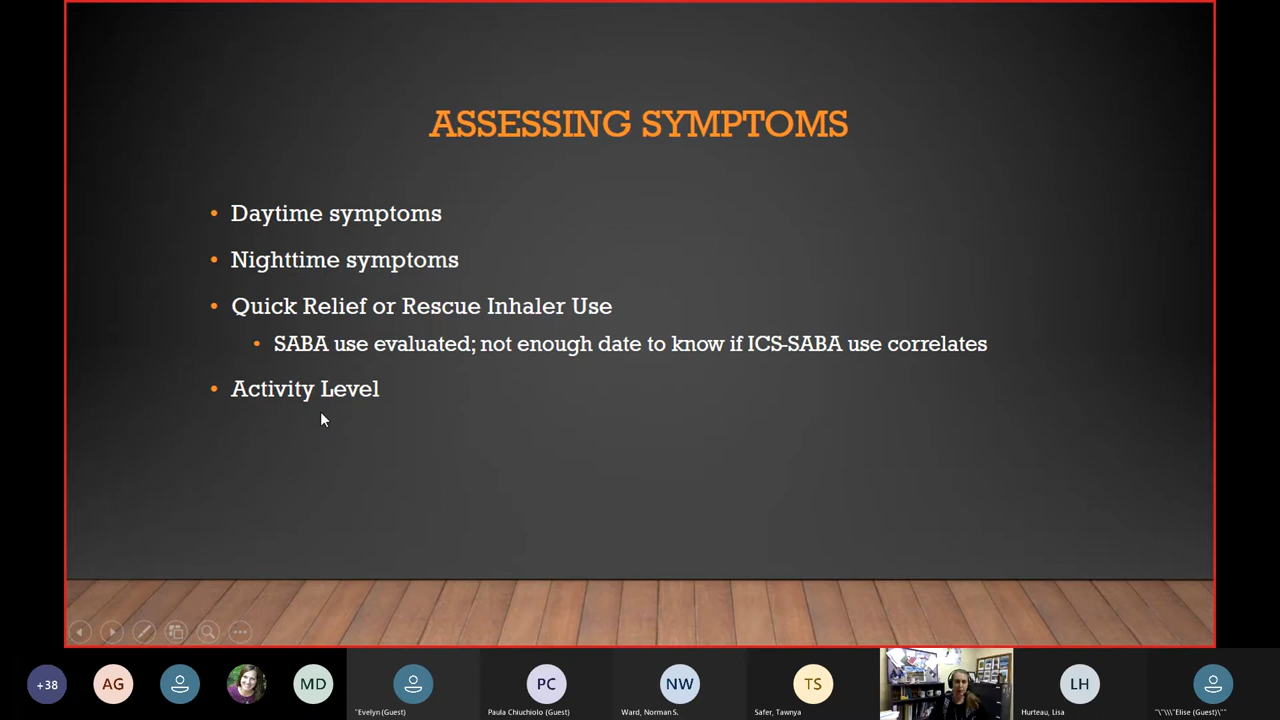 ASSESSING SYMPTOMS
• Daytime symptoms
• Nighttime symptoms
• Quick Relief or Rescue Inhaler Use
• SABA use evaluated; not enough date to know if ICS-SABA use correlates
• Activity Level
+38
AG
MD
PC
NW
TS
LH
"Evelyn (Guest)
Paula Chiuchiolo (Guest)
Ward, Norman S.
Safer, Tawnya
Hurteau, Lisa
"\"\\\"Elise (Guest)\""